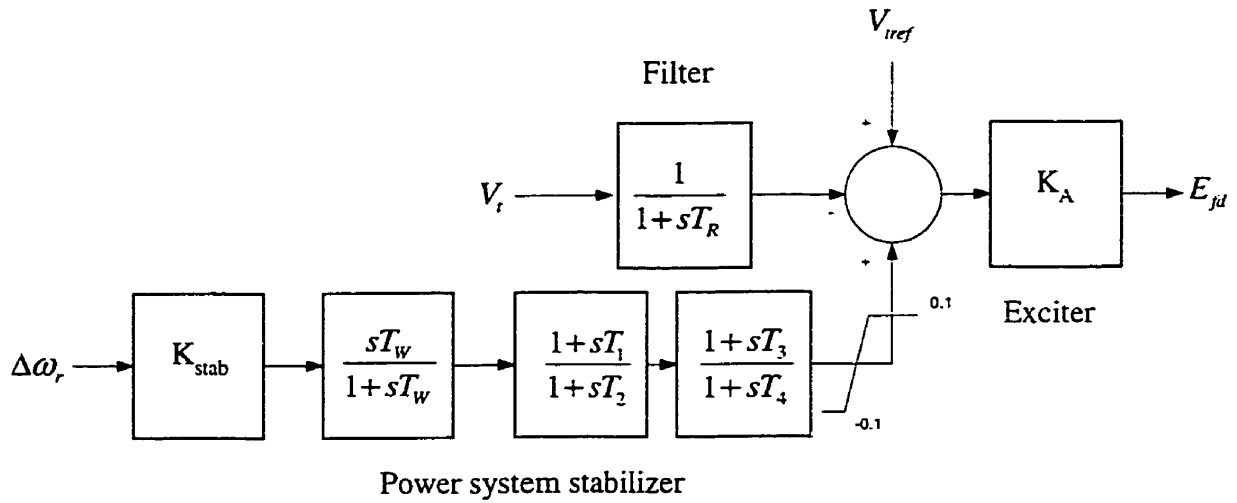 V_tref
Filter
+
V_t
1
1+sT_R
-
K_A
E_fd
+
0.1
Exciter
Δω_r
K_stab
sT_W
1+sT_W
1+sT_1
1+sT_2
1+sT_3
1+sT_4
-0.1
Power system stabilizer